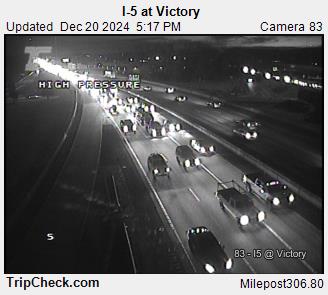 I-5 at Victory
Updated Dec 20 2024 5:17 PM Camera 83
HIGH PRESSURE
S
83 - I5 @ Victory
TripCheck.com Milepost306.80